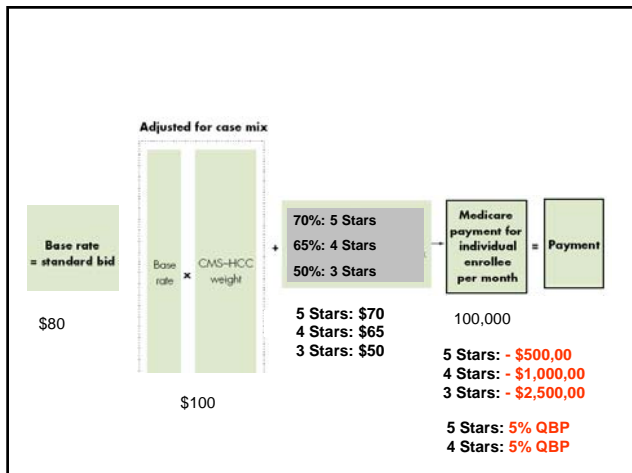 Adjusted for case mix
Base rate
= standard bid
Base
rate
×
CMS–HCC
weight
+
70%: 5 Stars
65%: 4 Stars
50%: 3 Stars
Medicare
payment for
individual
enrollee
per month
=
Payment
$80
$100
5 Stars: $70
4 Stars: $65
3 Stars: $50
100,000
5 Stars: - $500,00
4 Stars: - $1,000,00
3 Stars: - $2,500,00
5 Stars: 5% QBP
4 Stars: 5% QBP